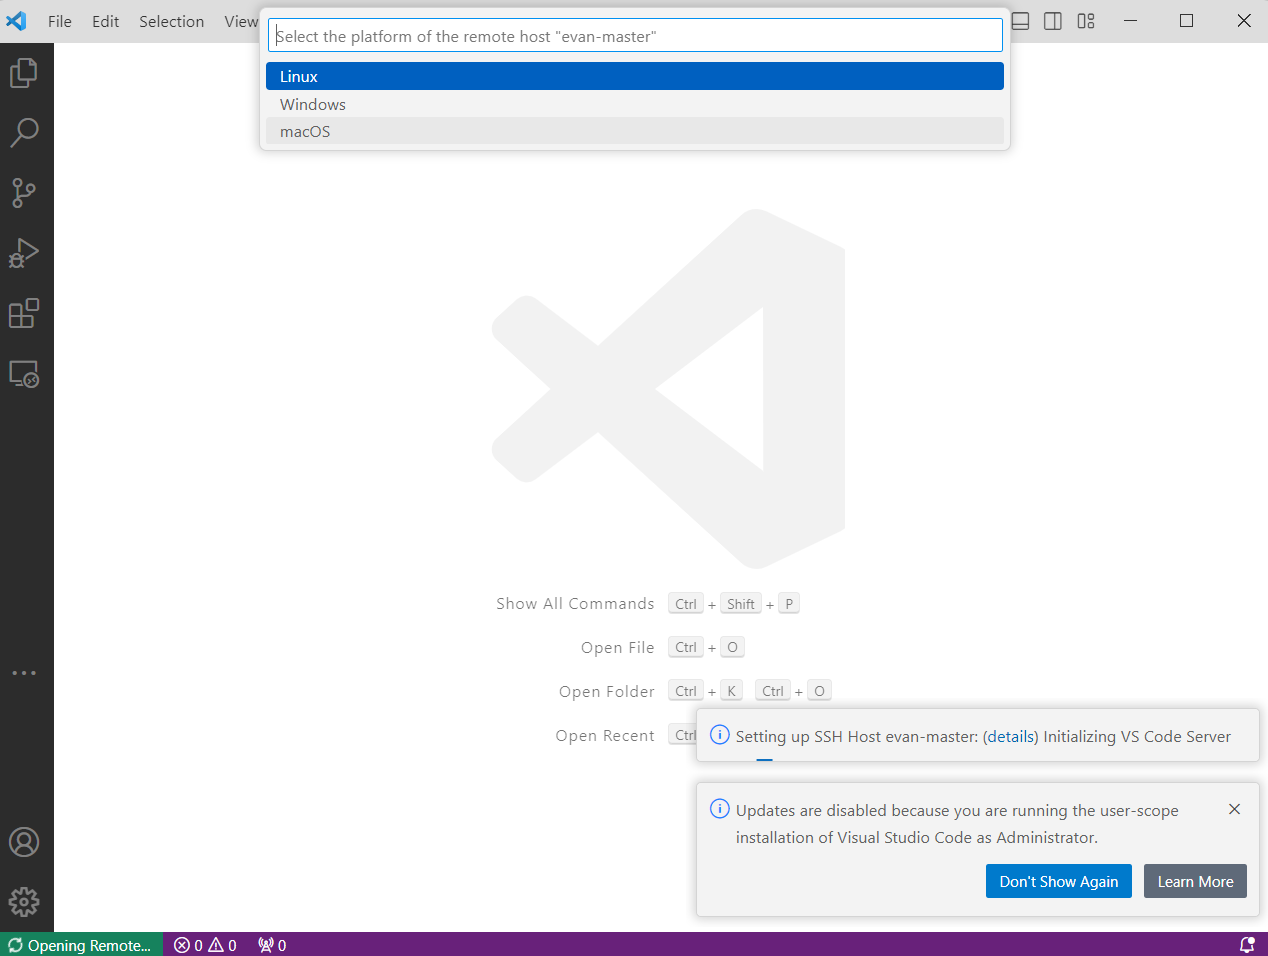 File Edit Selection View
Select the platform of the remote host "evan-master"
Linux
Windows
macOS
Show All Commands Ctrl + Shift + P
Open File Ctrl + O
Open Folder Ctrl + K Ctrl + O
Open Recent Ctrl
Setting up SSH Host evan-master: (details) Initializing VS Code Server
Updates are disabled because you are running the user-scope
installation of Visual Studio Code as Administrator.
Don't Show Again Learn More
Opening Remote... 0 0 0